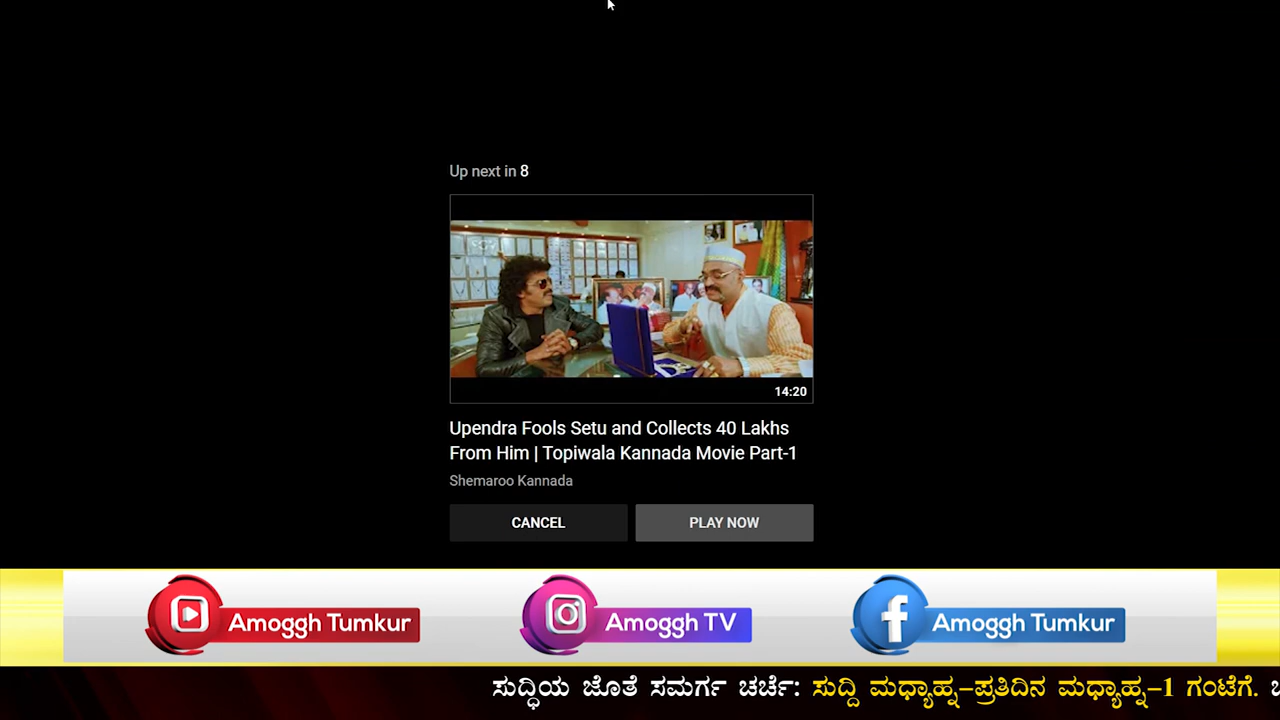 Up next in 8
14:20
Upendra Fools Setu and Collects 40 Lakhs
From Him | Topiwala Kannada Movie Part-1
Shemaroo Kannada
CANCEL
PLAY NOW
Amoggh Tumkur
Amoggh TV
Amoggh Tumkur
ಸುದ್ಧಿಯ ಜೊತೆ ಸಮರ್ಗ ಚರ್ಚೆ: ಸುದ್ದಿ ಮಧ್ಯಾಹ್ನ-ಪ್ರತಿದಿನ ಮಧ್ಯಾಹ್ನ-1 ಗಂಟೆಗೆ.